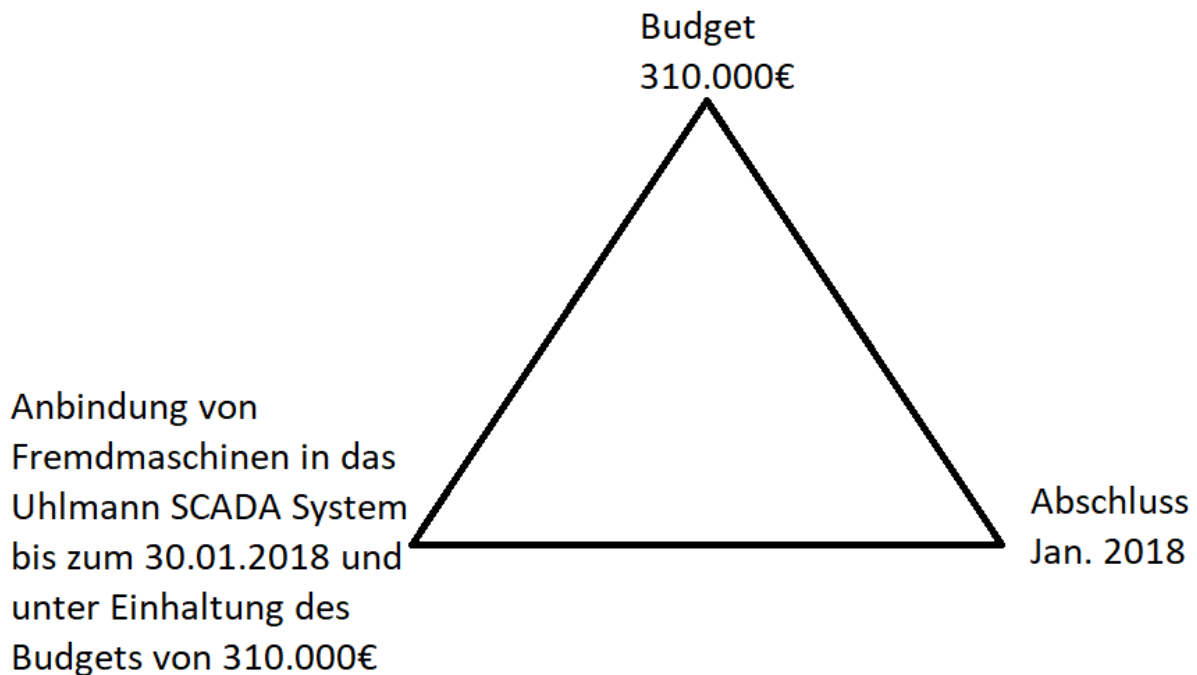 Budget
310.000€
Anbindung von
Fremdmaschinen in das
Uhlmann SCADA System
bis zum 30.01.2018 und
unter Einhaltung des
Budgets von 310.000€
Abschluss
Jan. 2018